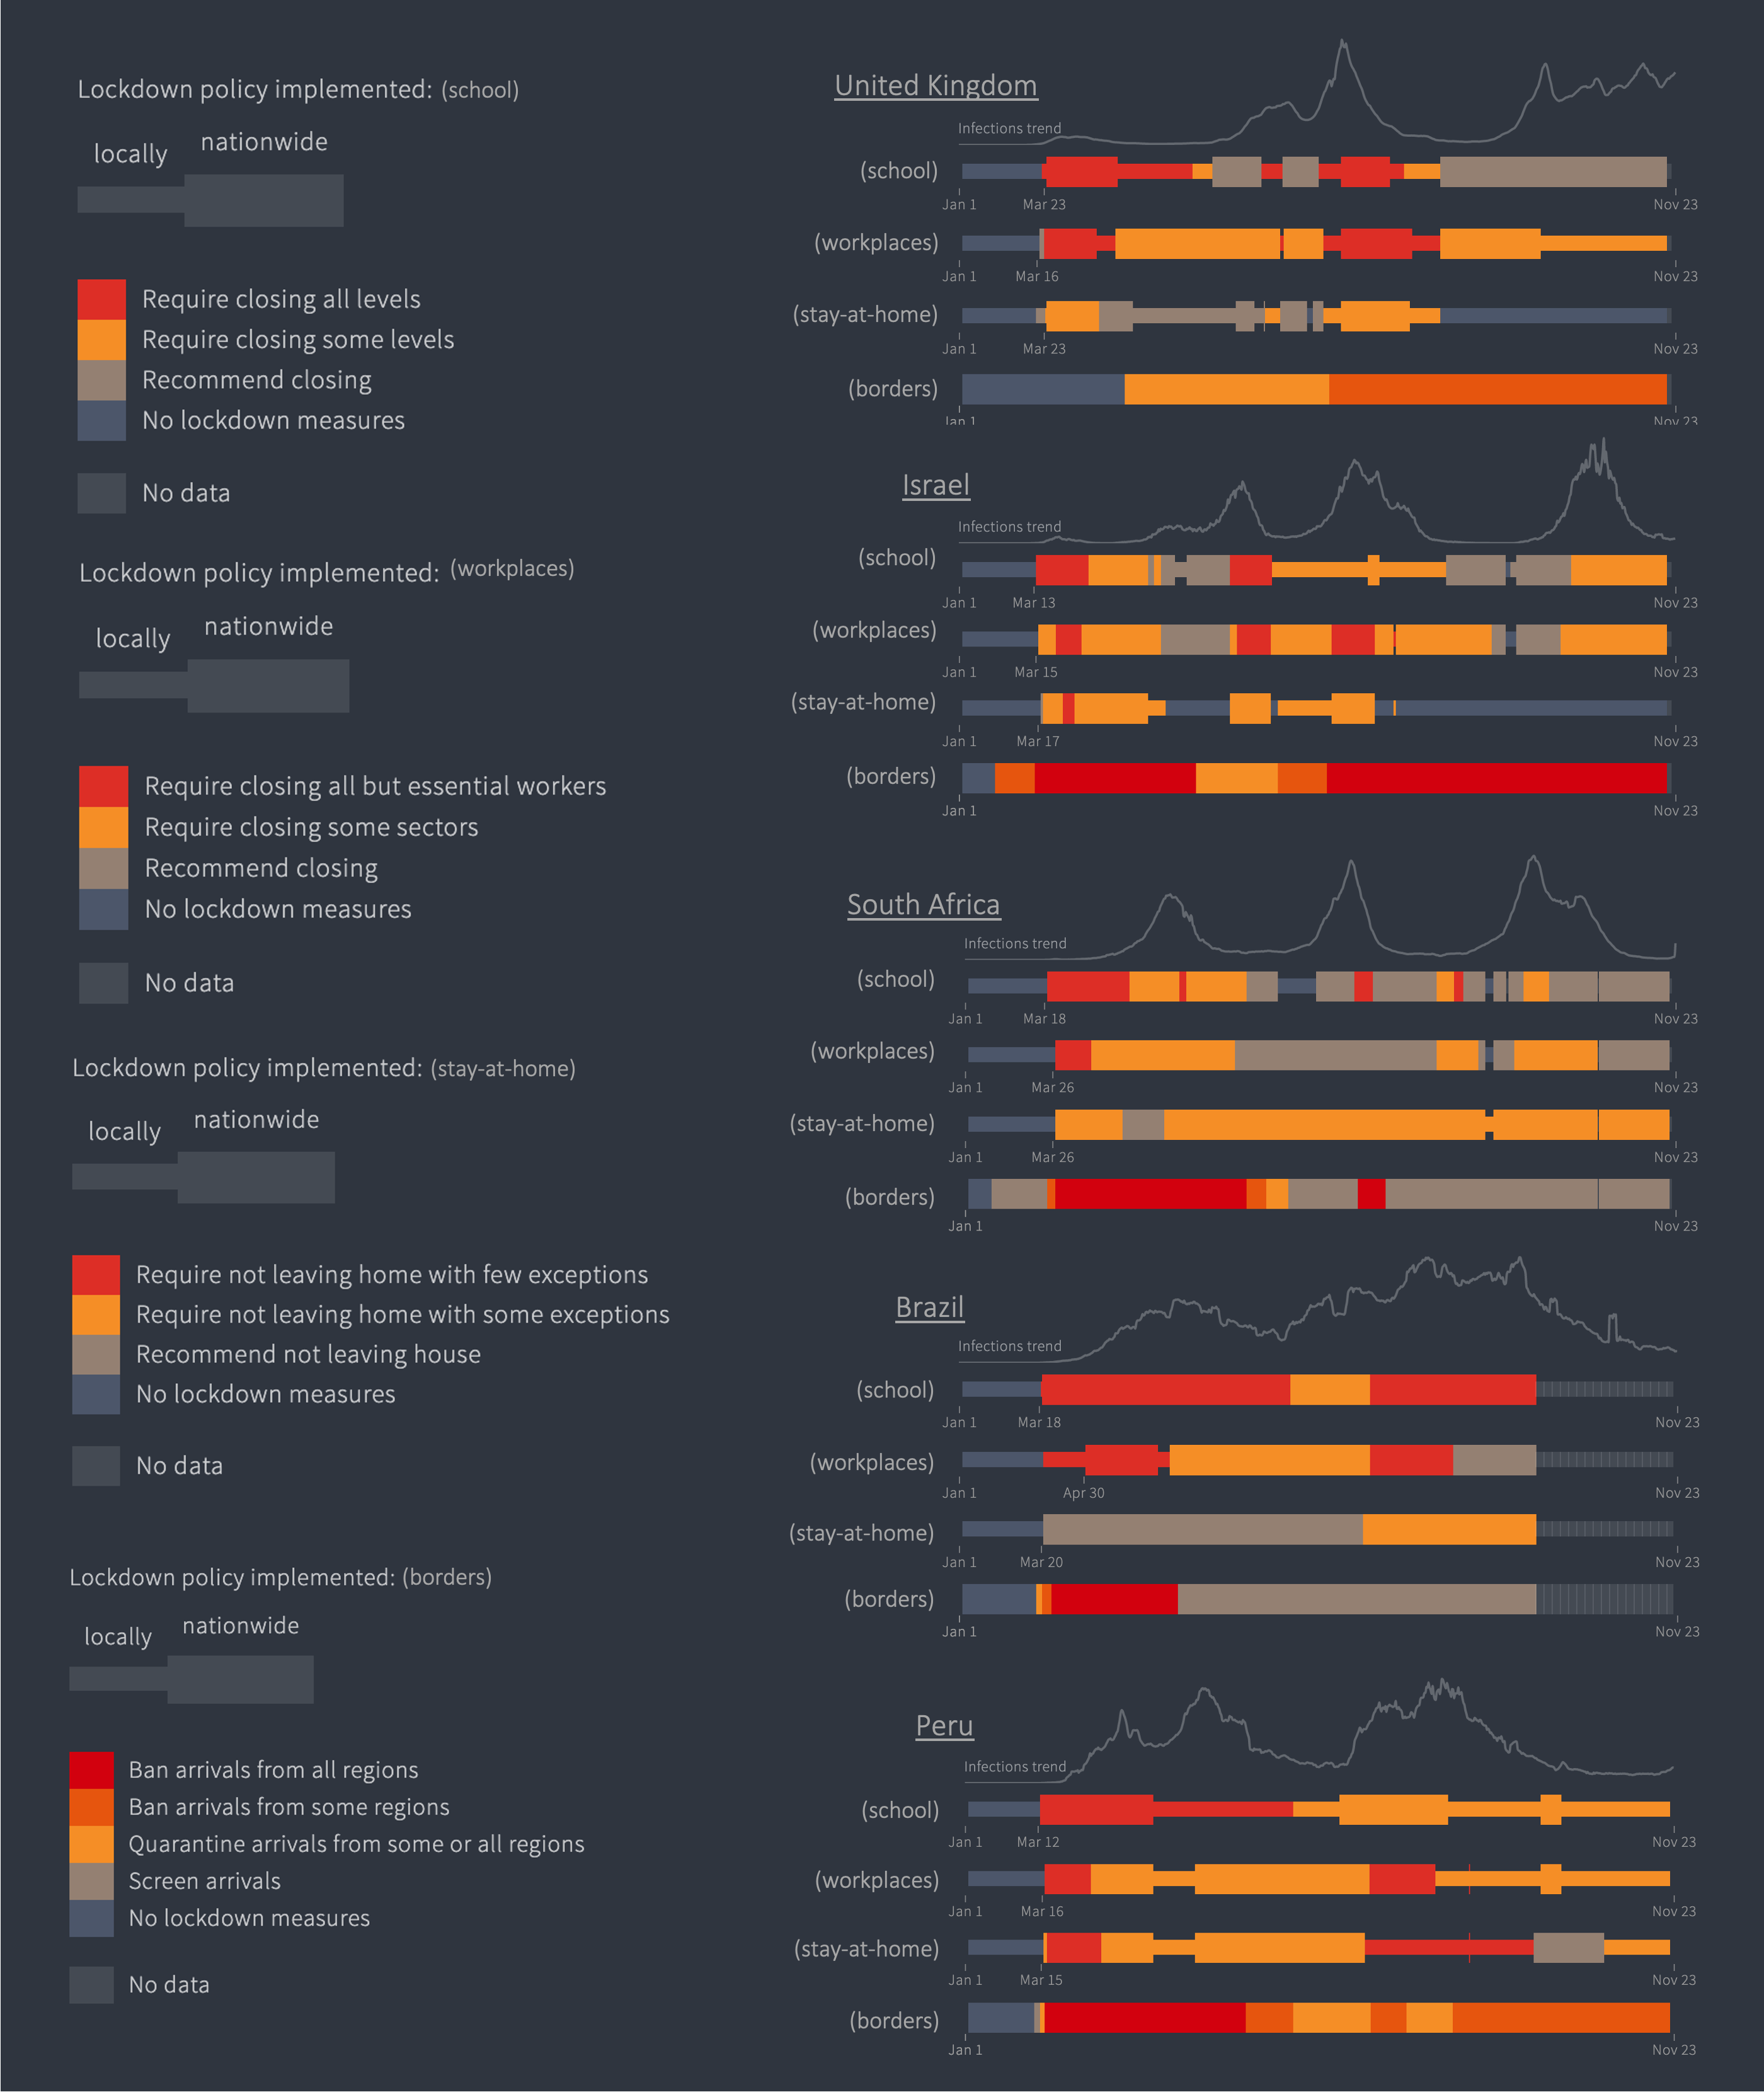 Lockdown policy implemented: (school)
locally
nationwide
Require closing all levels
Require closing some levels
Recommend closing
No lockdown measures
No data
Lockdown policy implemented: (workplaces)
locally
nationwide
Require closing all but essential workers
Require closing some sectors
Recommend closing
No lockdown measures
No data
Lockdown policy implemented: (stay-at-home)
locally
nationwide
Require not leaving home with few exceptions
Require not leaving home with some exceptions
Recommend not leaving house
No lockdown measures
No data
Lockdown policy implemented: (borders)
locally
nationwide
Ban arrivals from all regions
Ban arrivals from some regions
Quarantine arrivals from some or all regions
Screen arrivals
No lockdown measures
No data
United Kingdom
Infections trend
(school)
Jan 1 Mar 23 Nov 23
(workplaces)
Jan 1 Mar 16 Nov 23
(stay-at-home)
Jan 1 Mar 23 Nov 23
(borders)
Jan 1 Nov 23
Israel
Infections trend
(school)
Jan 1 Mar 13 Nov 23
(workplaces)
Jan 1 Mar 15 Nov 23
(stay-at-home)
Jan 1 Mar 17 Nov 23
(borders)
Jan 1 Nov 23
South Africa
Infections trend
(school)
Jan 1 Mar 18 Nov 23
(workplaces)
Jan 1 Mar 26 Nov 23
(stay-at-home)
Jan 1 Mar 26 Nov 23
(borders)
Jan 1 Nov 23
Brazil
Infections trend
(school)
Jan 1 Mar 18 Nov 23
(workplaces)
Jan 1 Apr 30 Nov 23
(stay-at-home)
Jan 1 Mar 20 Nov 23
(borders)
Jan 1 Nov 23
Peru
Infections trend
(school)
Jan 1 Mar 12 Nov 23
(workplaces)
Jan 1 Mar 16 Nov 23
(stay-at-home)
Jan 1 Mar 15 Nov 23
(borders)
Jan 1 Nov 23